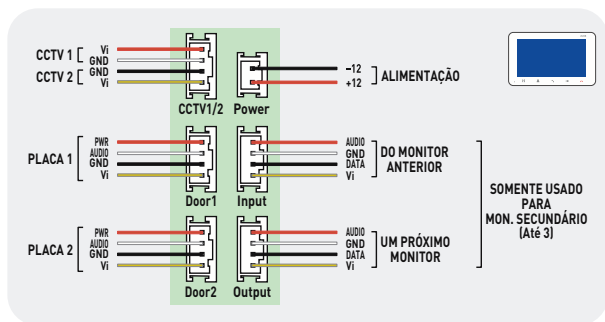 CCTV 1
Vi
GND
CCTV 2
GND
Vi
CCTV1/2
Power
-12
+12
ALIMENTAÇÃO
PLACA 1
PWR
AUDIO
GND
Vi
Door1
Input
AUDIO
GND
DATA
Vi
DO MONITOR
ANTERIOR
PLACA 2
PWR
AUDIO
GND
Vi
Door2
Output
AUDIO
GND
DATA
Vi
UM PRÓXIMO
MONITOR
SOMENTE USADO
PARA
MON. SECUNDÁRIO
(Até 3)